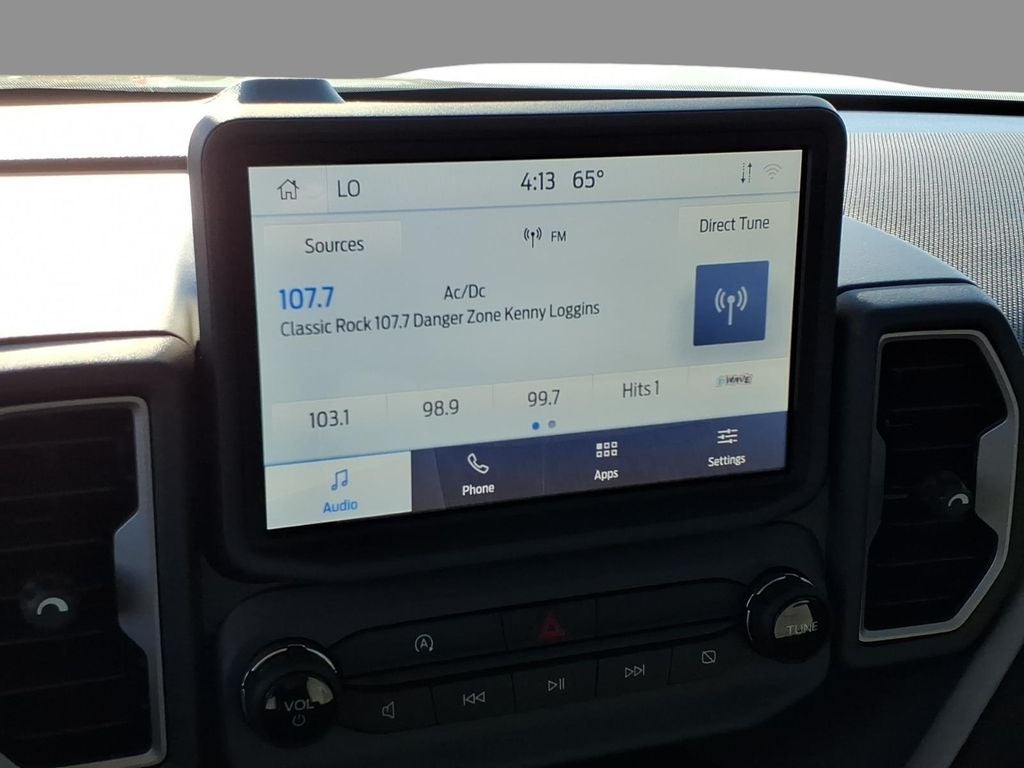 LO 4:13 65°
Sources FM Direct Tune
107.7 Ac/Dc
Classic Rock 107.7 Danger Zone Kenny Loggins
103.1 98.9 99.7 Hits 1 WAVE
Audio Phone Apps Settings
A
VOL TUNE